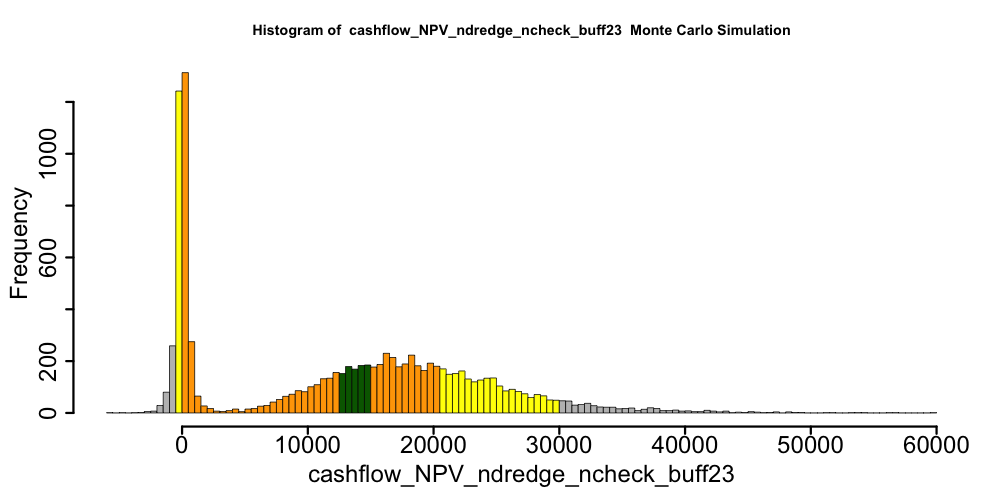 Histogram of  cashflow_NPV_ndredge_ncheck_buff23  Monte Carlo Simulation
Frequency
1000
600
200
0
0 10000 20000 30000 40000 50000 60000
cashflow_NPV_ndredge_ncheck_buff23